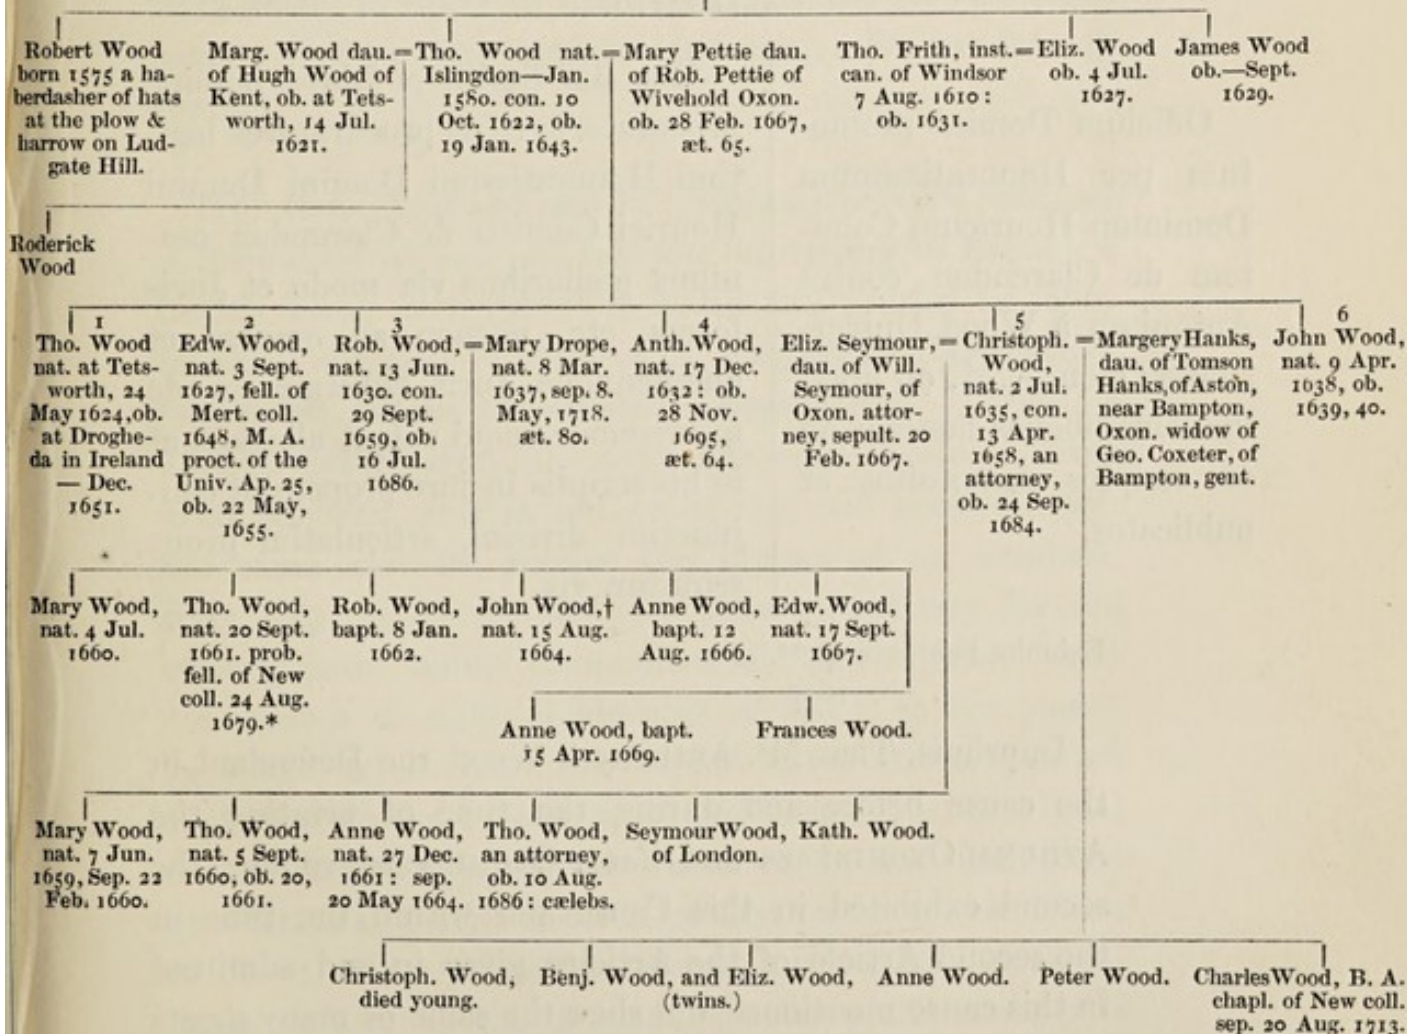 Robert Wood
born 1575 a ha-
berdasher of hats
at the plow &
harrow on Lud-
gate Hill.
Marg. Wood dau.=
of Hugh Wood of
Kent, ob. at Tets-
worth, 14 Jul.
1621.
Tho. Wood nat.=
Islingdon—Jan.
1580. con. 10
Oct. 1622, ob.
19 Jan. 1643.
Mary Pettie dau.
of Rob. Pettie of
Wivehold Oxon.
ob. 28 Feb. 1667,
æt. 65.
Tho. Frith, inst.=
can. of Windsor
7 Aug. 1610:
ob. 1631.
Eliz. Wood
ob. 4 Jul.
1627.
James Wood
ob.—Sept.
1629.
Roderick
Wood
1
Tho. Wood
nat. at Tets-
worth, 24
May 1624, ob.
at Droghe-
da in Ireland
— Dec.
1651.
2
Edw. Wood,
nat. 3 Sept.
1627, fell. of
Mert. coll.
1648, M. A.
proct. of the
Univ. Ap. 25,
ob. 22 May,
1655.
3
Rob. Wood,=
nat. 13 Jun.
1630. con.
29 Sept.
1659, ob.
16 Jul.
1686.
Mary Drope,
nat. 8 Mar.
1637, sep. 8.
May, 1718.
æt. 80.
4
Anth. Wood,
nat. 17 Dec.
1632: ob.
28 Nov.
1695,
æt. 64.
Eliz. Seymour,=
dau. of Will.
Seymour, of
Oxon. attor-
ney, sepult. 20
Feb. 1667.
5
Christoph.=
Wood,
nat. 2 Jul.
1635, con.
13 Apr.
1658, an
attorney,
ob. 24 Sep.
1684.
Margery Hanks,
dau. of Tomson
Hanks, of Aston,
near Bampton,
Oxon. widow of
Geo. Coxeter, of
Bampton, gent.
6
John Wood,
nat. 9 Apr.
1638, ob.
1639, 40.
Mary Wood,
nat. 4 Jul.
1660.
Tho. Wood,
nat. 20 Sept.
1661. prob.
fell. of New
coll. 24 Aug.
1679.*
Rob. Wood,
bapt. 8 Jan.
1662.
John Wood,†
nat. 15 Aug.
1664.
Anne Wood,
bapt. 12
Aug. 1666.
Edw. Wood,
nat. 17 Sept.
1667.
Anne Wood, bapt.
15 Apr. 1669.
Frances Wood.
Mary Wood,
nat. 7 Jun.
1659, Sep. 22
Feb. 1660.
Tho. Wood,
nat. 5 Sept.
1660, ob. 20,
1661.
Anne Wood,
nat. 27 Dec.
1661: sep.
20 May 1664.
Tho. Wood,
an attorney,
ob. 10 Aug.
1686: cælebs.
Seymour Wood,
of London.
Kath. Wood.
Christoph. Wood,
died young.
Benj. Wood, and Eliz. Wood,
(twins.)
Anne Wood.
Peter Wood.
Charles Wood, B. A.
chapl. of New coll.
sep. 20 Aug. 1713.